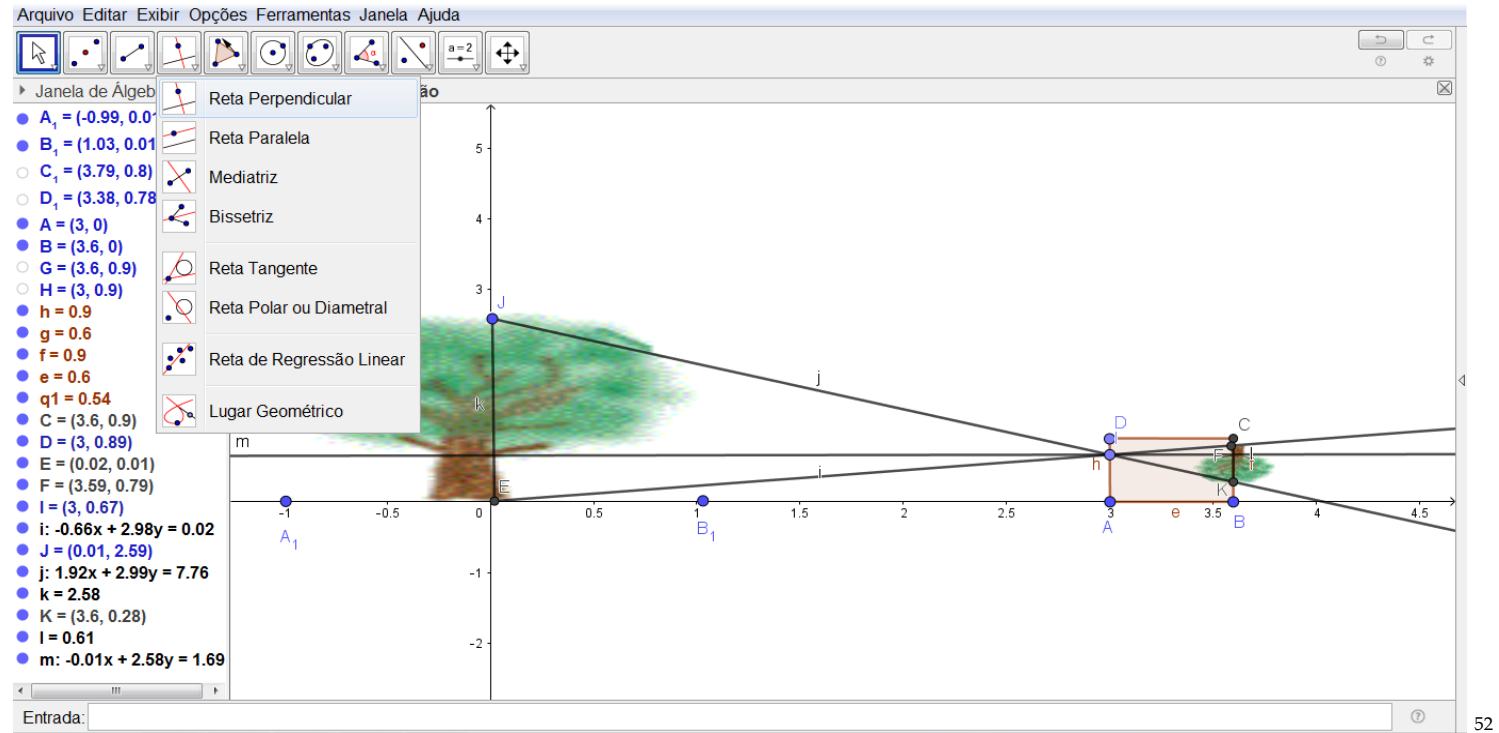 Arquivo Editar Exibir Opções Ferramentas Janela Ajuda
a = 2
Janela de Álgeb
ão
Reta Perpendicular
Reta Paralela
Mediatriz
Bissetriz
Reta Tangente
Reta Polar ou Diametral
Reta de Regressão Linear
Lugar Geométrico
A₁ = (-0.99, 0.01
B₁ = (1.03, 0.01
C₁ = (3.79, 0.8)
D₁ = (3.38, 0.78
A = (3, 0)
B = (3.6, 0)
G = (3.6, 0.9)
H = (3, 0.9)
h = 0.9
g = 0.6
f = 0.9
e = 0.6
q1 = 0.54
C = (3.6, 0.9)
D = (3, 0.89)
E = (0.02, 0.01)
F = (3.59, 0.79)
I = (3, 0.67)
i: -0.66x + 2.98y = 0.02
J = (0.01, 2.59)
j: 1.92x + 2.99y = 7.76
k = 2.58
K = (3.6, 0.28)
l = 0.61
m: -0.01x + 2.58y = 1.69
5
4
3
J
j
k
D
C
m
I
h
F
l
f
i
E
K
-1 -0.5 0 0.5 1 1.5 2 2.5 3 3.5 4 4.5
A₁
B₁
A
e
B
-1
-2
Entrada:
52